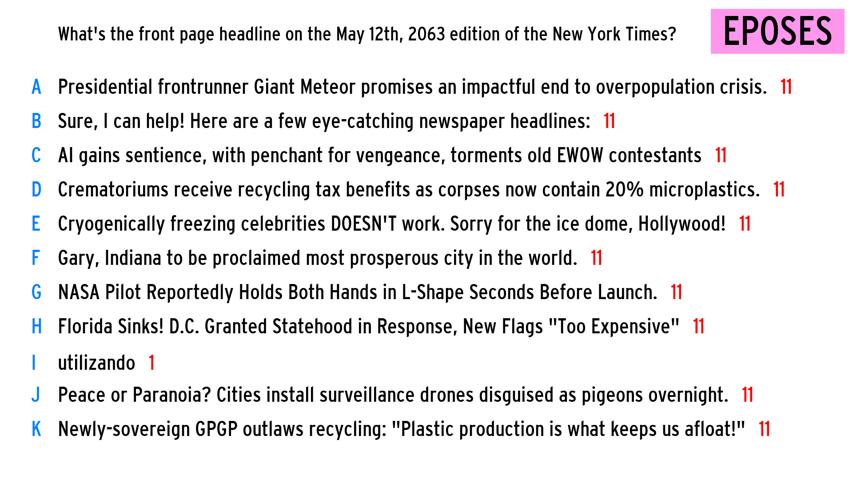 What's the front page headline on the May 12th, 2063 edition of the New York Times?
EPOSES
A Presidential frontrunner Giant Meteor promises an impactful end to overpopulation crisis. 11
B Sure, I can help! Here are a few eye-catching newspaper headlines: 11
C AI gains sentience, with penchant for vengeance, torments old EWOW contestants 11
D Crematoriums receive recycling tax benefits as corpses now contain 20% microplastics. 11
E Cryogenically freezing celebrities DOESN'T work. Sorry for the ice dome, Hollywood! 11
F Gary, Indiana to be proclaimed most prosperous city in the world. 11
G NASA Pilot Reportedly Holds Both Hands in L-Shape Seconds Before Launch. 11
H Florida Sinks! D.C. Granted Statehood in Response, New Flags "Too Expensive" 11
I utilizando 1
J Peace or Paranoia? Cities install surveillance drones disguised as pigeons overnight. 11
K Newly-sovereign GPGP outlaws recycling: "Plastic production is what keeps us afloat!" 11